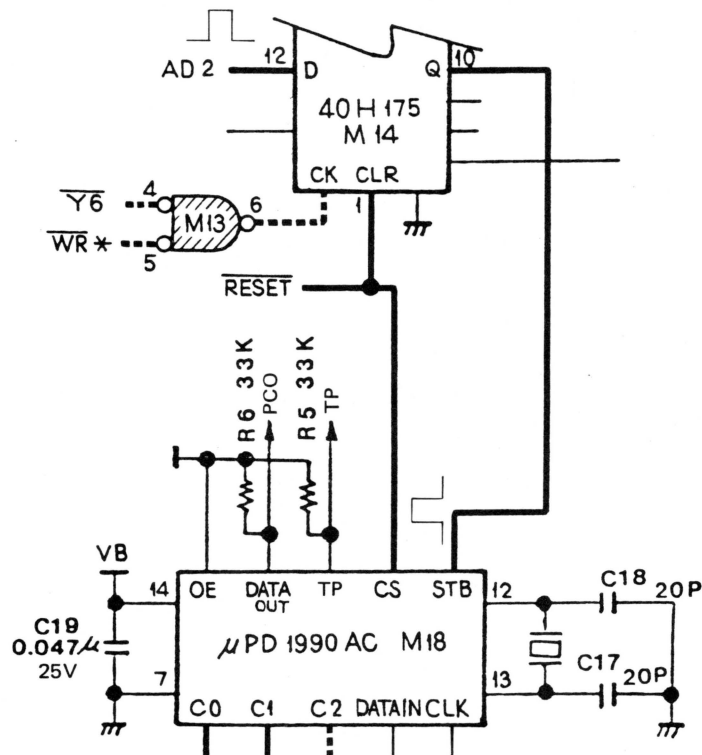 12
10
AD 2
D
Q
40H175
M14
CK
CLR
Y6
4
6
M13
WR *
5
1
RESET
R6 33K
PCO
R5 33K
TP
VB
14
OE
DATA OUT
TP
CS
STB
12
C18
20P
C19
0.047μ
25V
μPD 1990 AC
M18
C17
20P
7
13
C0
C1
C2
DATAIN
CLK